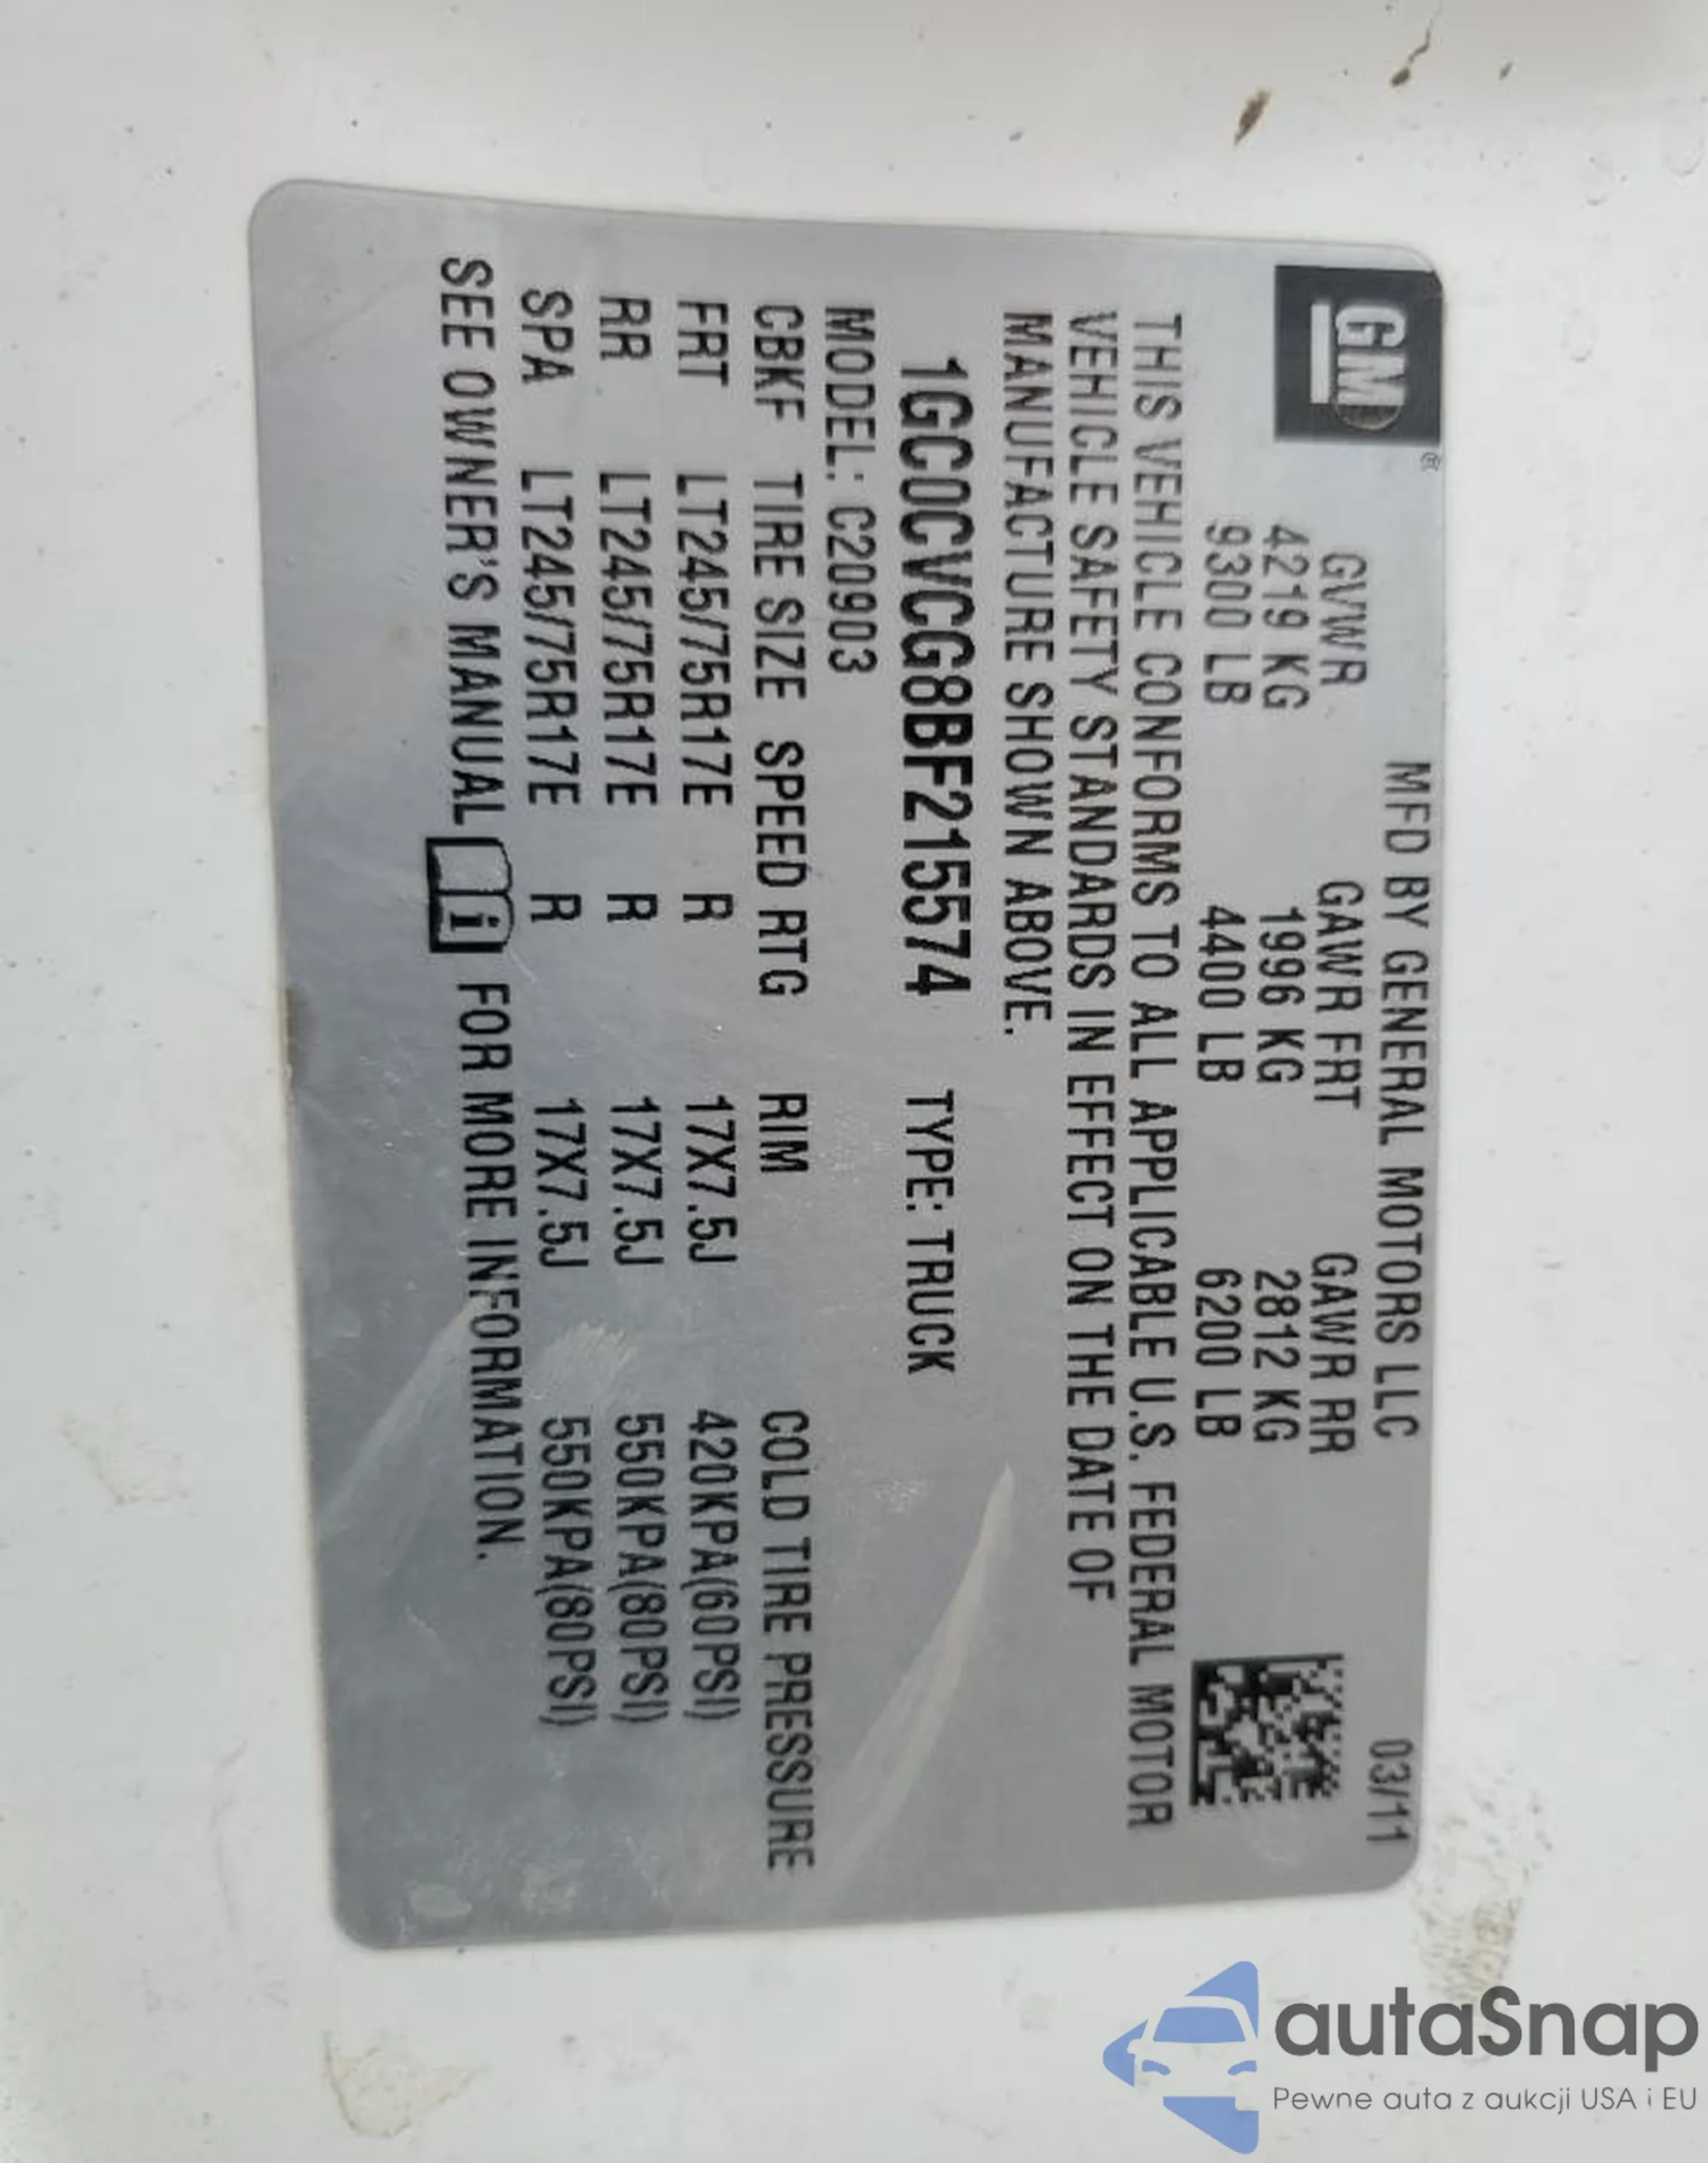 GM®
MFD BY GENERAL MOTORS LLC 03/11
GVWR GAWR FRT GAWR RR
4219 KG 1996 KG 2812 KG
9300 LB 4400 LB 6200 LB
THIS VEHICLE CONFORMS TO ALL APPLICABLE U.S. FEDERAL MOTOR
VEHICLE SAFETY STANDARDS IN EFFECT ON THE DATE OF
MANUFACTURE SHOWN ABOVE.
1GC0CVCG8BF215574 TYPE: TRUCK
MODEL: C20903
CBKF TIRE SIZE SPEED RTG RIM COLD TIRE PRESSURE
FRT LT245/75R17E R 17X7.5J 420KPA(60PSI)
RR LT245/75R17E R 17X7.5J 550KPA(80PSI)
SPA LT245/75R17E R 17X7.5J 550KPA(80PSI)
SEE OWNER'S MANUAL i FOR MORE INFORMATION.
autaSnap
Pewne auta z aukcji USA i EU